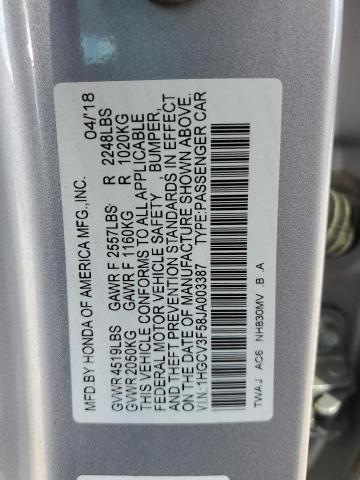 MFD.BY HONDA OF AMERICA MFG.,INC. 04/18
GVWR 4519LBS GAWR F 2557LBS R 2248LBS
GVWR 2050KG GAWR F 1160KG R 1020KG
THIS VEHICLE CONFORMS TO ALL APPLICABLE
FEDERAL MOTOR VEHICLE SAFETY, BUMPER,
AND THEFT PREVENTION STANDARDS IN EFFECT
ON THE DATE OF MANUFACTURE SHOWN ABOVE.
V.I.N.:1HGCV3F58JA003387 TYPE:PASSENGER CAR
TWAJ AC6 NH830MV .B .A